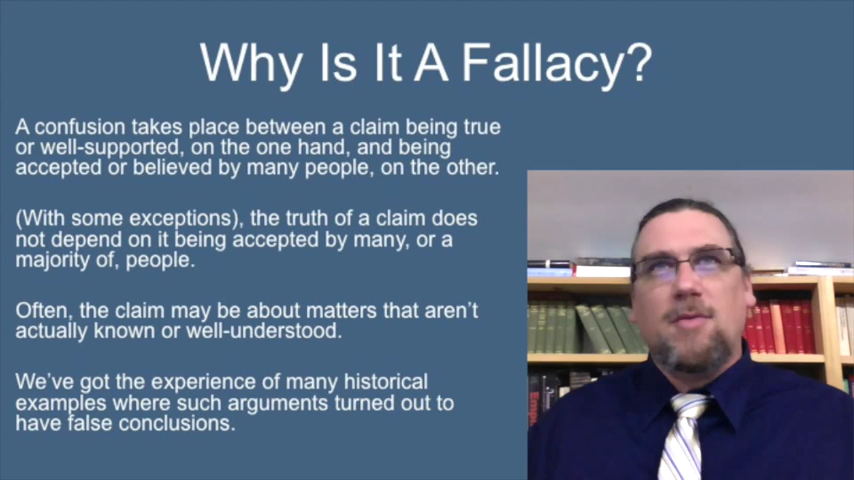 Why Is It A Fallacy?
A confusion takes place between a claim being true
or well-supported, on the one hand, and being
accepted or believed by many people, on the other.
(With some exceptions), the truth of a claim does
not depend on it being accepted by many, or a
majority of, people.
Often, the claim may be about matters that aren't
actually known or well-understood.
We've got the experience of many historical
examples where such arguments turned out to
have false conclusions.